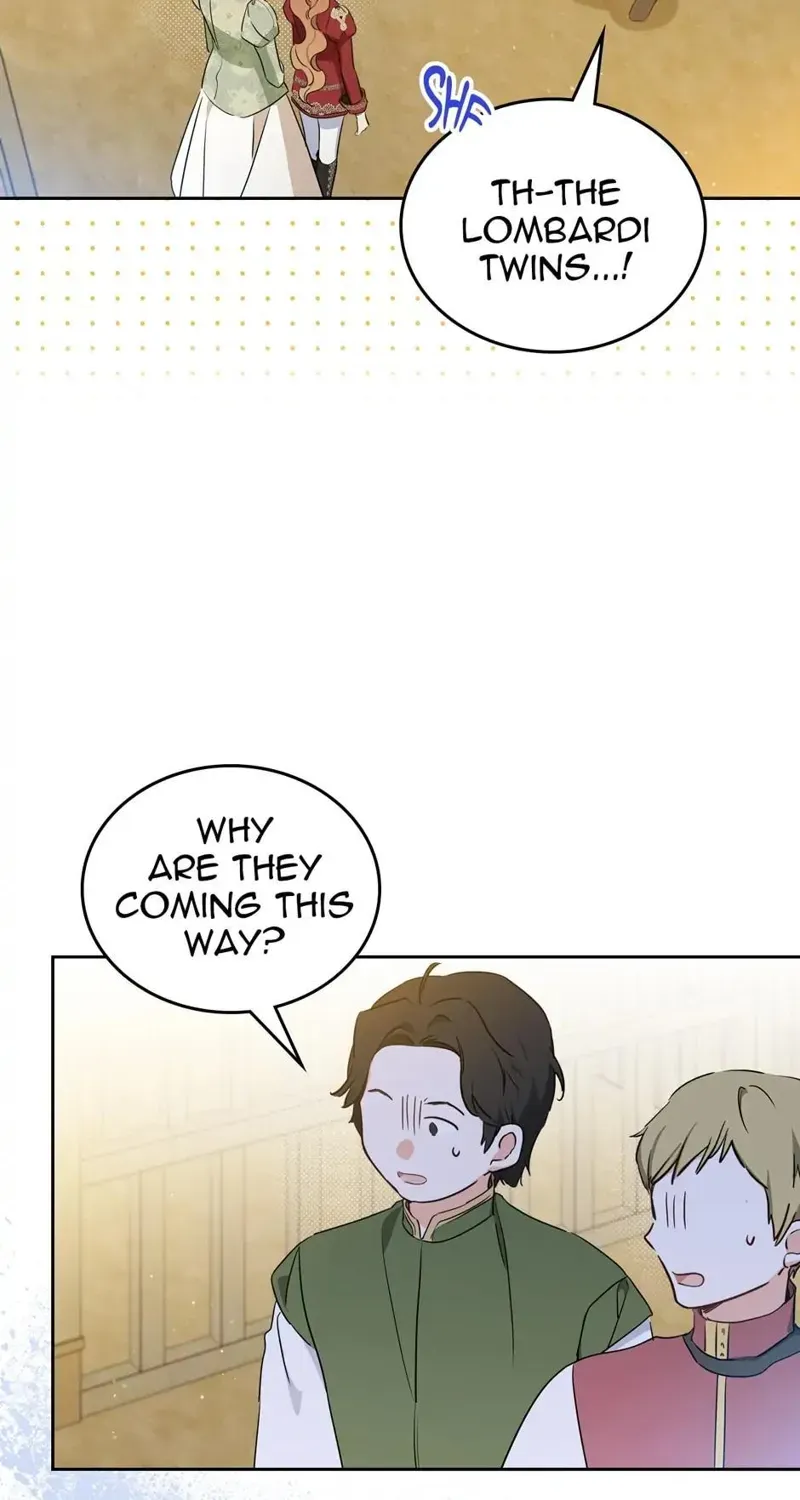 SHF
TH-THE
LOMBARDI
TWINS...!
WHY
ARE THEY
COMING THIS
WAY?